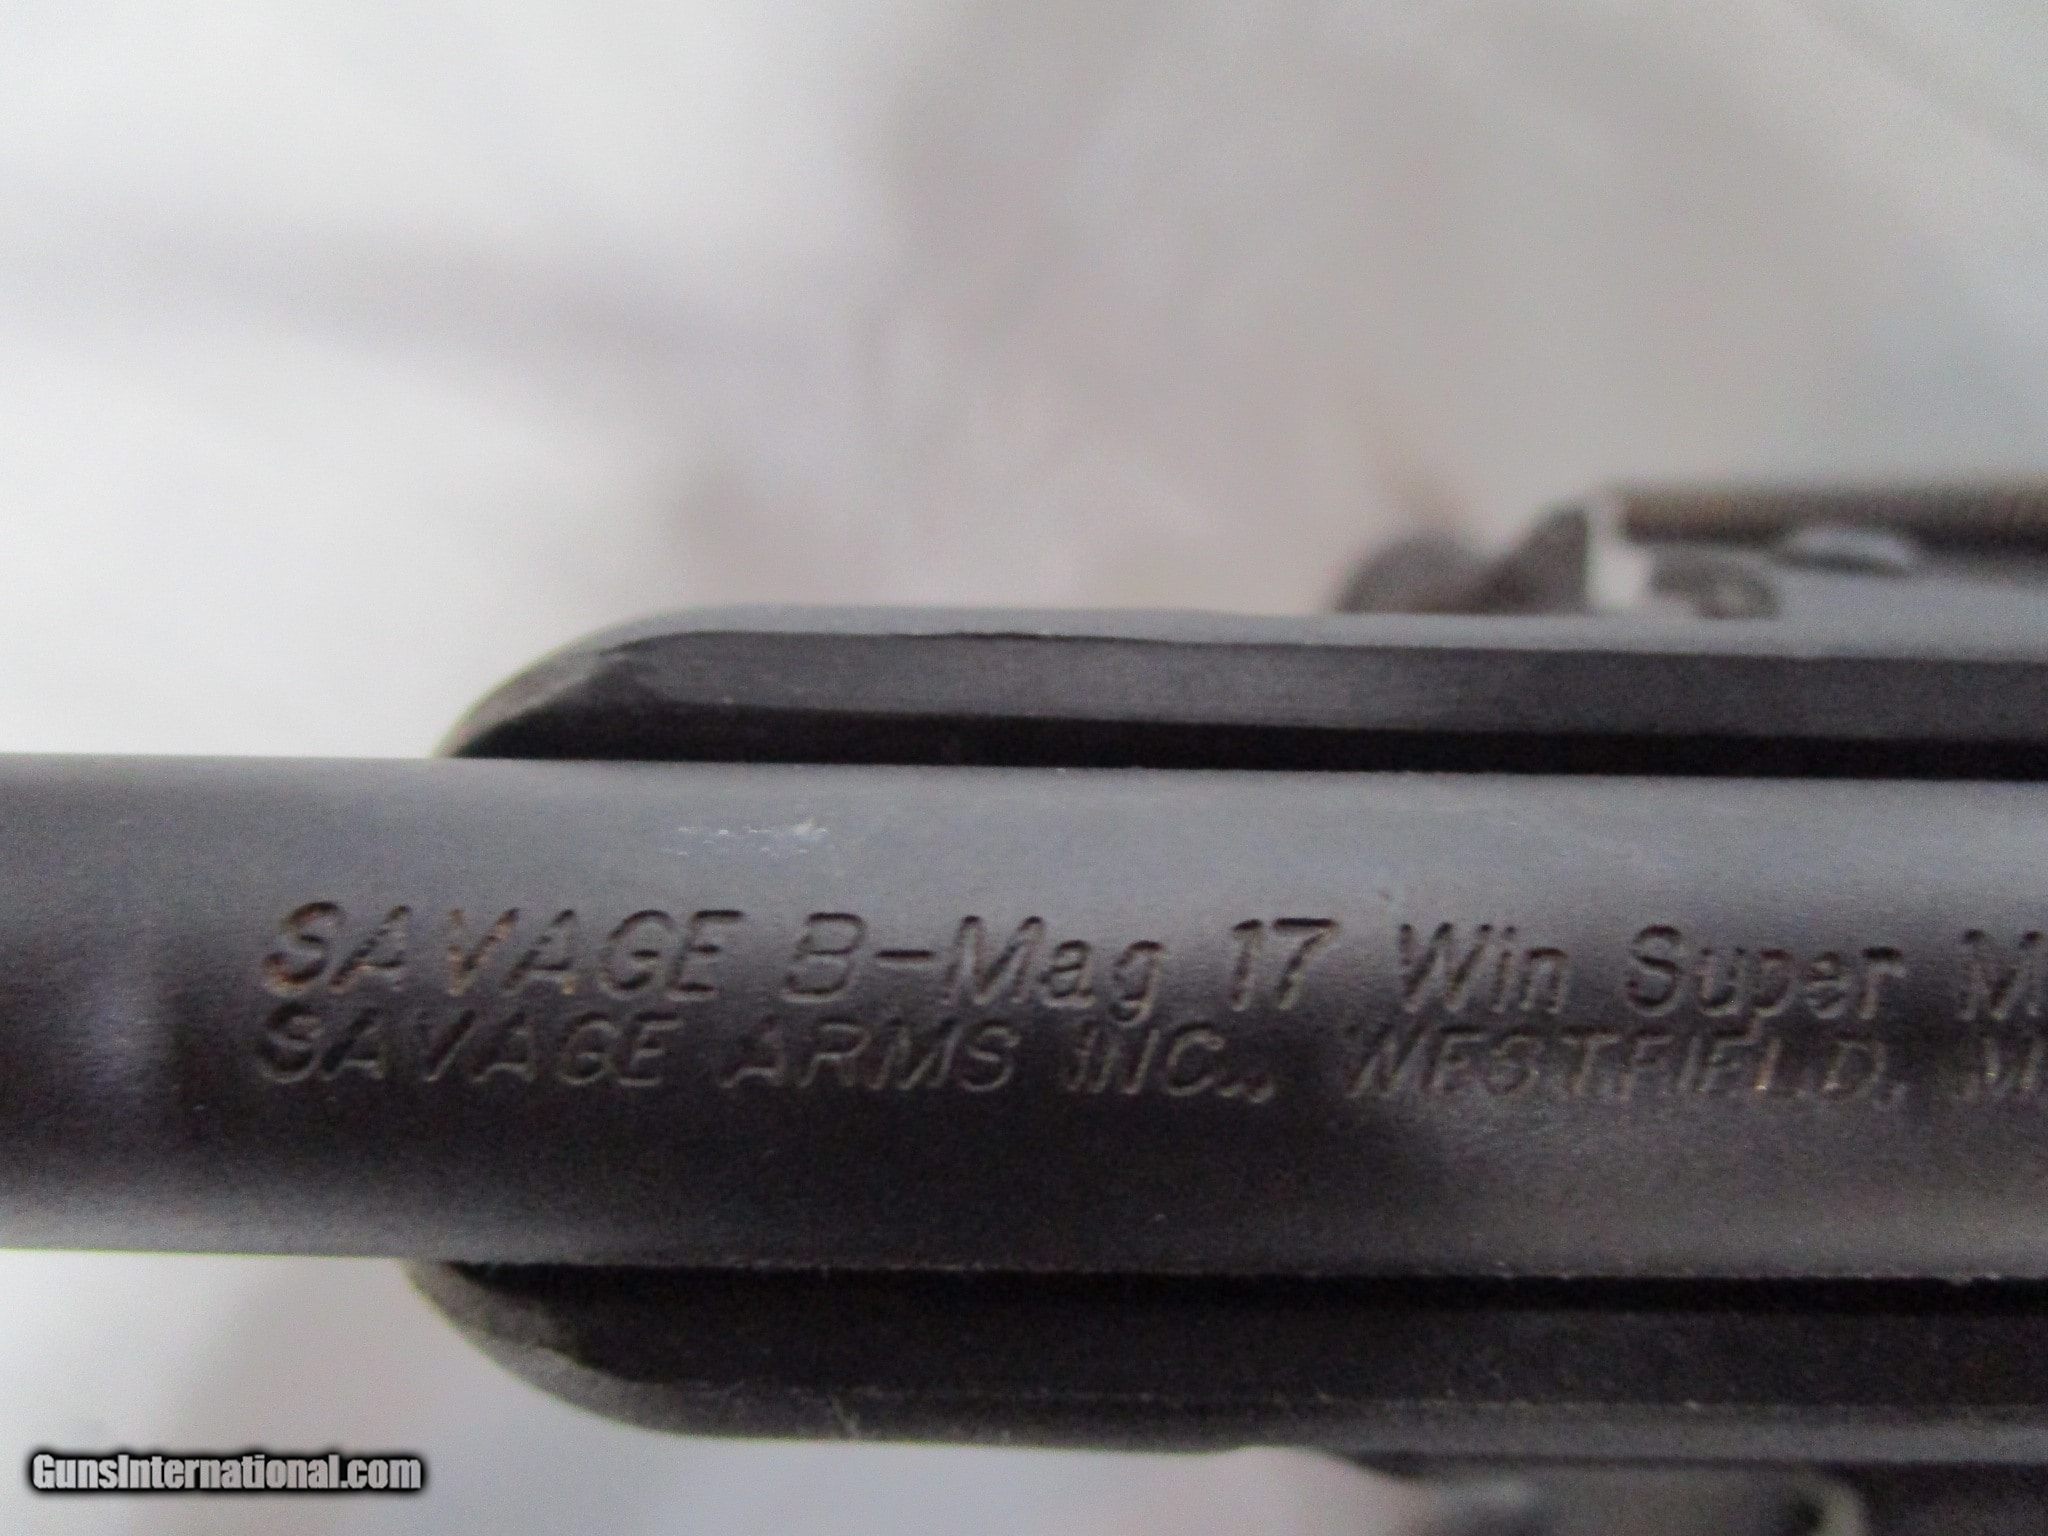 SAVAGE B-Mag 17 Win Super M
SAVAGE ARMS INC., WESTFIELD, M
GunsInternational.com